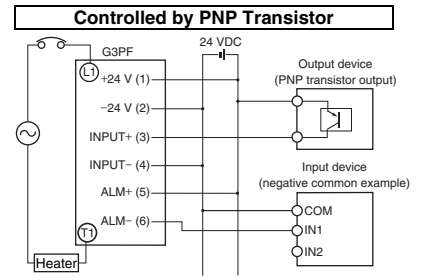 Controlled by PNP Transistor
24 VDC
G3PF
L1
+24 V (1)
−24 V (2)
INPUT+ (3)
INPUT− (4)
ALM+ (5)
ALM− (6)
T1
Heater
Output device
(PNP transistor output)
Input device
(negative common example)
COM
IN1
IN2